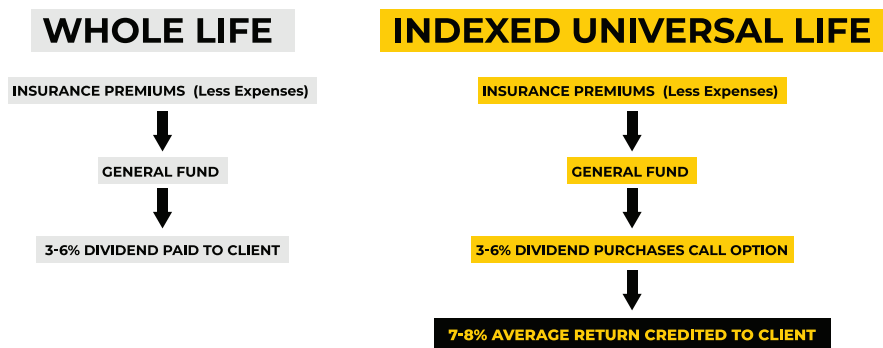 WHOLE LIFE
INSURANCE PREMIUMS (Less Expenses)
GENERAL FUND
3-6% DIVIDEND PAID TO CLIENT
INDEXED UNIVERSAL LIFE
INSURANCE PREMIUMS (Less Expenses)
GENERAL FUND
3-6% DIVIDEND PURCHASES CALL OPTION
7-8% AVERAGE RETURN CREDITED TO CLIENT